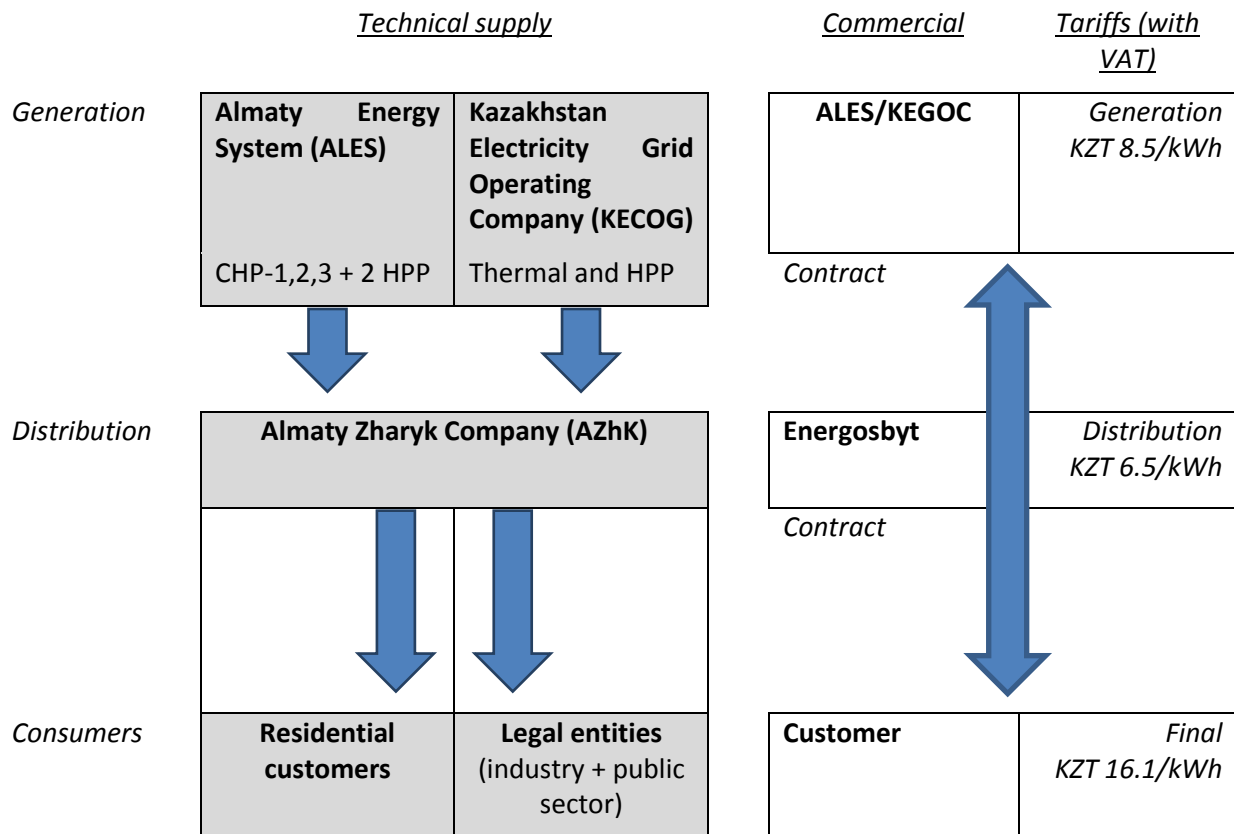 Technical supply
Commercial
Tariffs (with
VAT)
Generation
Almaty Energy
System (ALES)
CHP-1,2,3 + 2 HPP
Kazakhstan
Electricity Grid
Operating
Company (KECOG)
Thermal and HPP
ALES/KEGOC
Generation
KZT 8.5/kWh
Contract
Distribution
Almaty Zharyk Company (AZhK)
Energosbyt
Distribution
KZT 6.5/kWh
Contract
Consumers
Residential
customers
Legal entities
(industry + public
sector)
Customer
Final
KZT 16.1/kWh